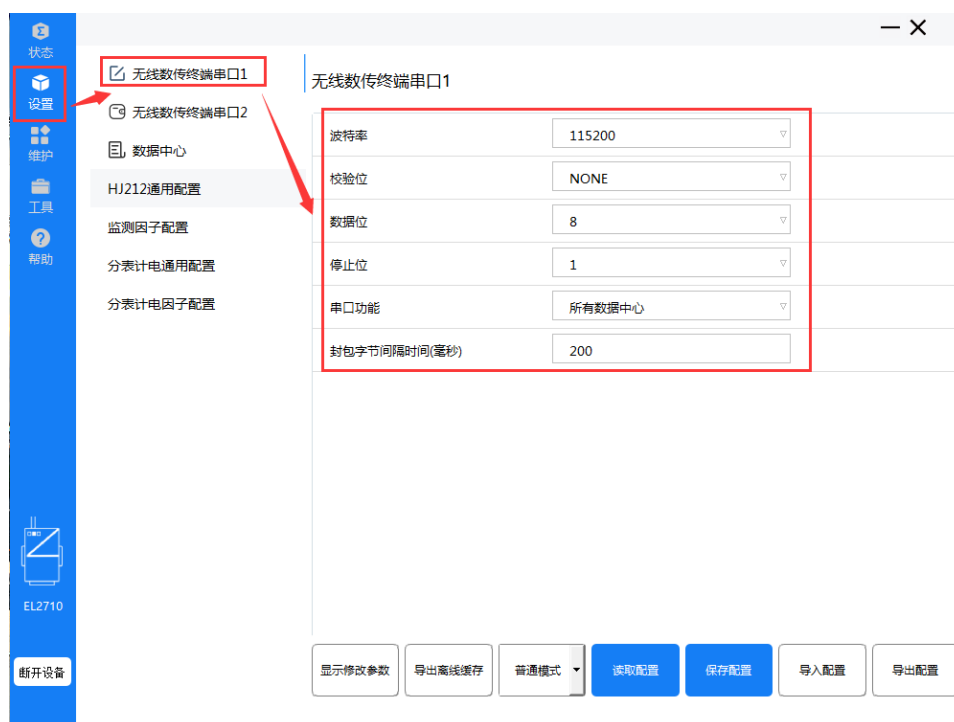 状态
设置
维护
工具
帮助
EL2710
断开设备
无线数传终端串口1
无线数传终端串口2
数据中心
HJ212通用配置
监测因子配置
分表计电通用配置
分表计电因子配置
无线数传终端串口1
波特率 115200
校验位 NONE
数据位 8
停止位 1
串口功能 所有数据中心
封包字节间隔时间(毫秒) 200
显示修改参数 导出离线缓存 普通模式 读取配置 保存配置 导入配置 导出配置